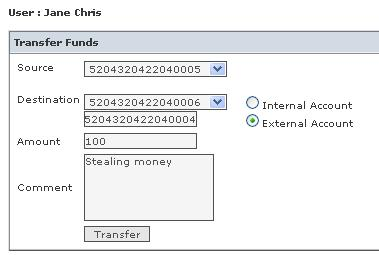 User : Jane Chris
Transfer Funds
Source 5204320422040005
Destination 5204320422040006 Internal Account
5204320422040004 External Account
Amount 100
Comment Stealing money
Transfer